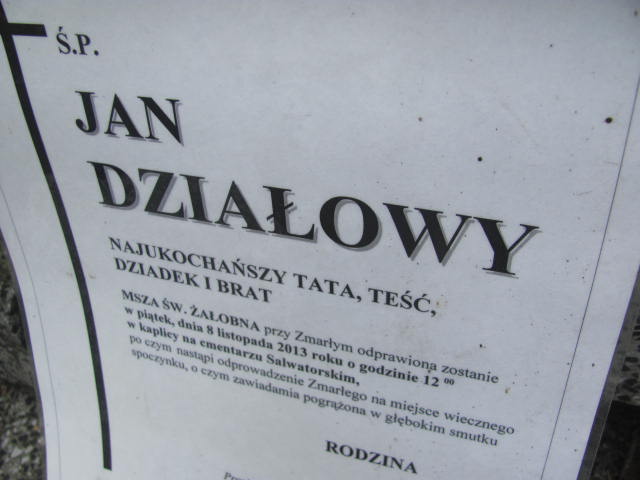 Ś.P.
JAN
DZIAŁOWY
NAJUKOCHAŃSZY TATA, TEŚĆ,
DZIADEK I BRAT
MSZA ŚW. ŻAŁOBNA przy Zmarłym odprawiona zostanie
w piątek, dnia 8 listopada 2013 roku o godzinie 12 00
w kaplicy na cmentarzu Salwatorskim,
po czym nastąpi odprowadzenie Zmarłego na miejsce wiecznego
spoczynku, o czym zawiadamia pogrążona w głębokim smutku
RODZINA